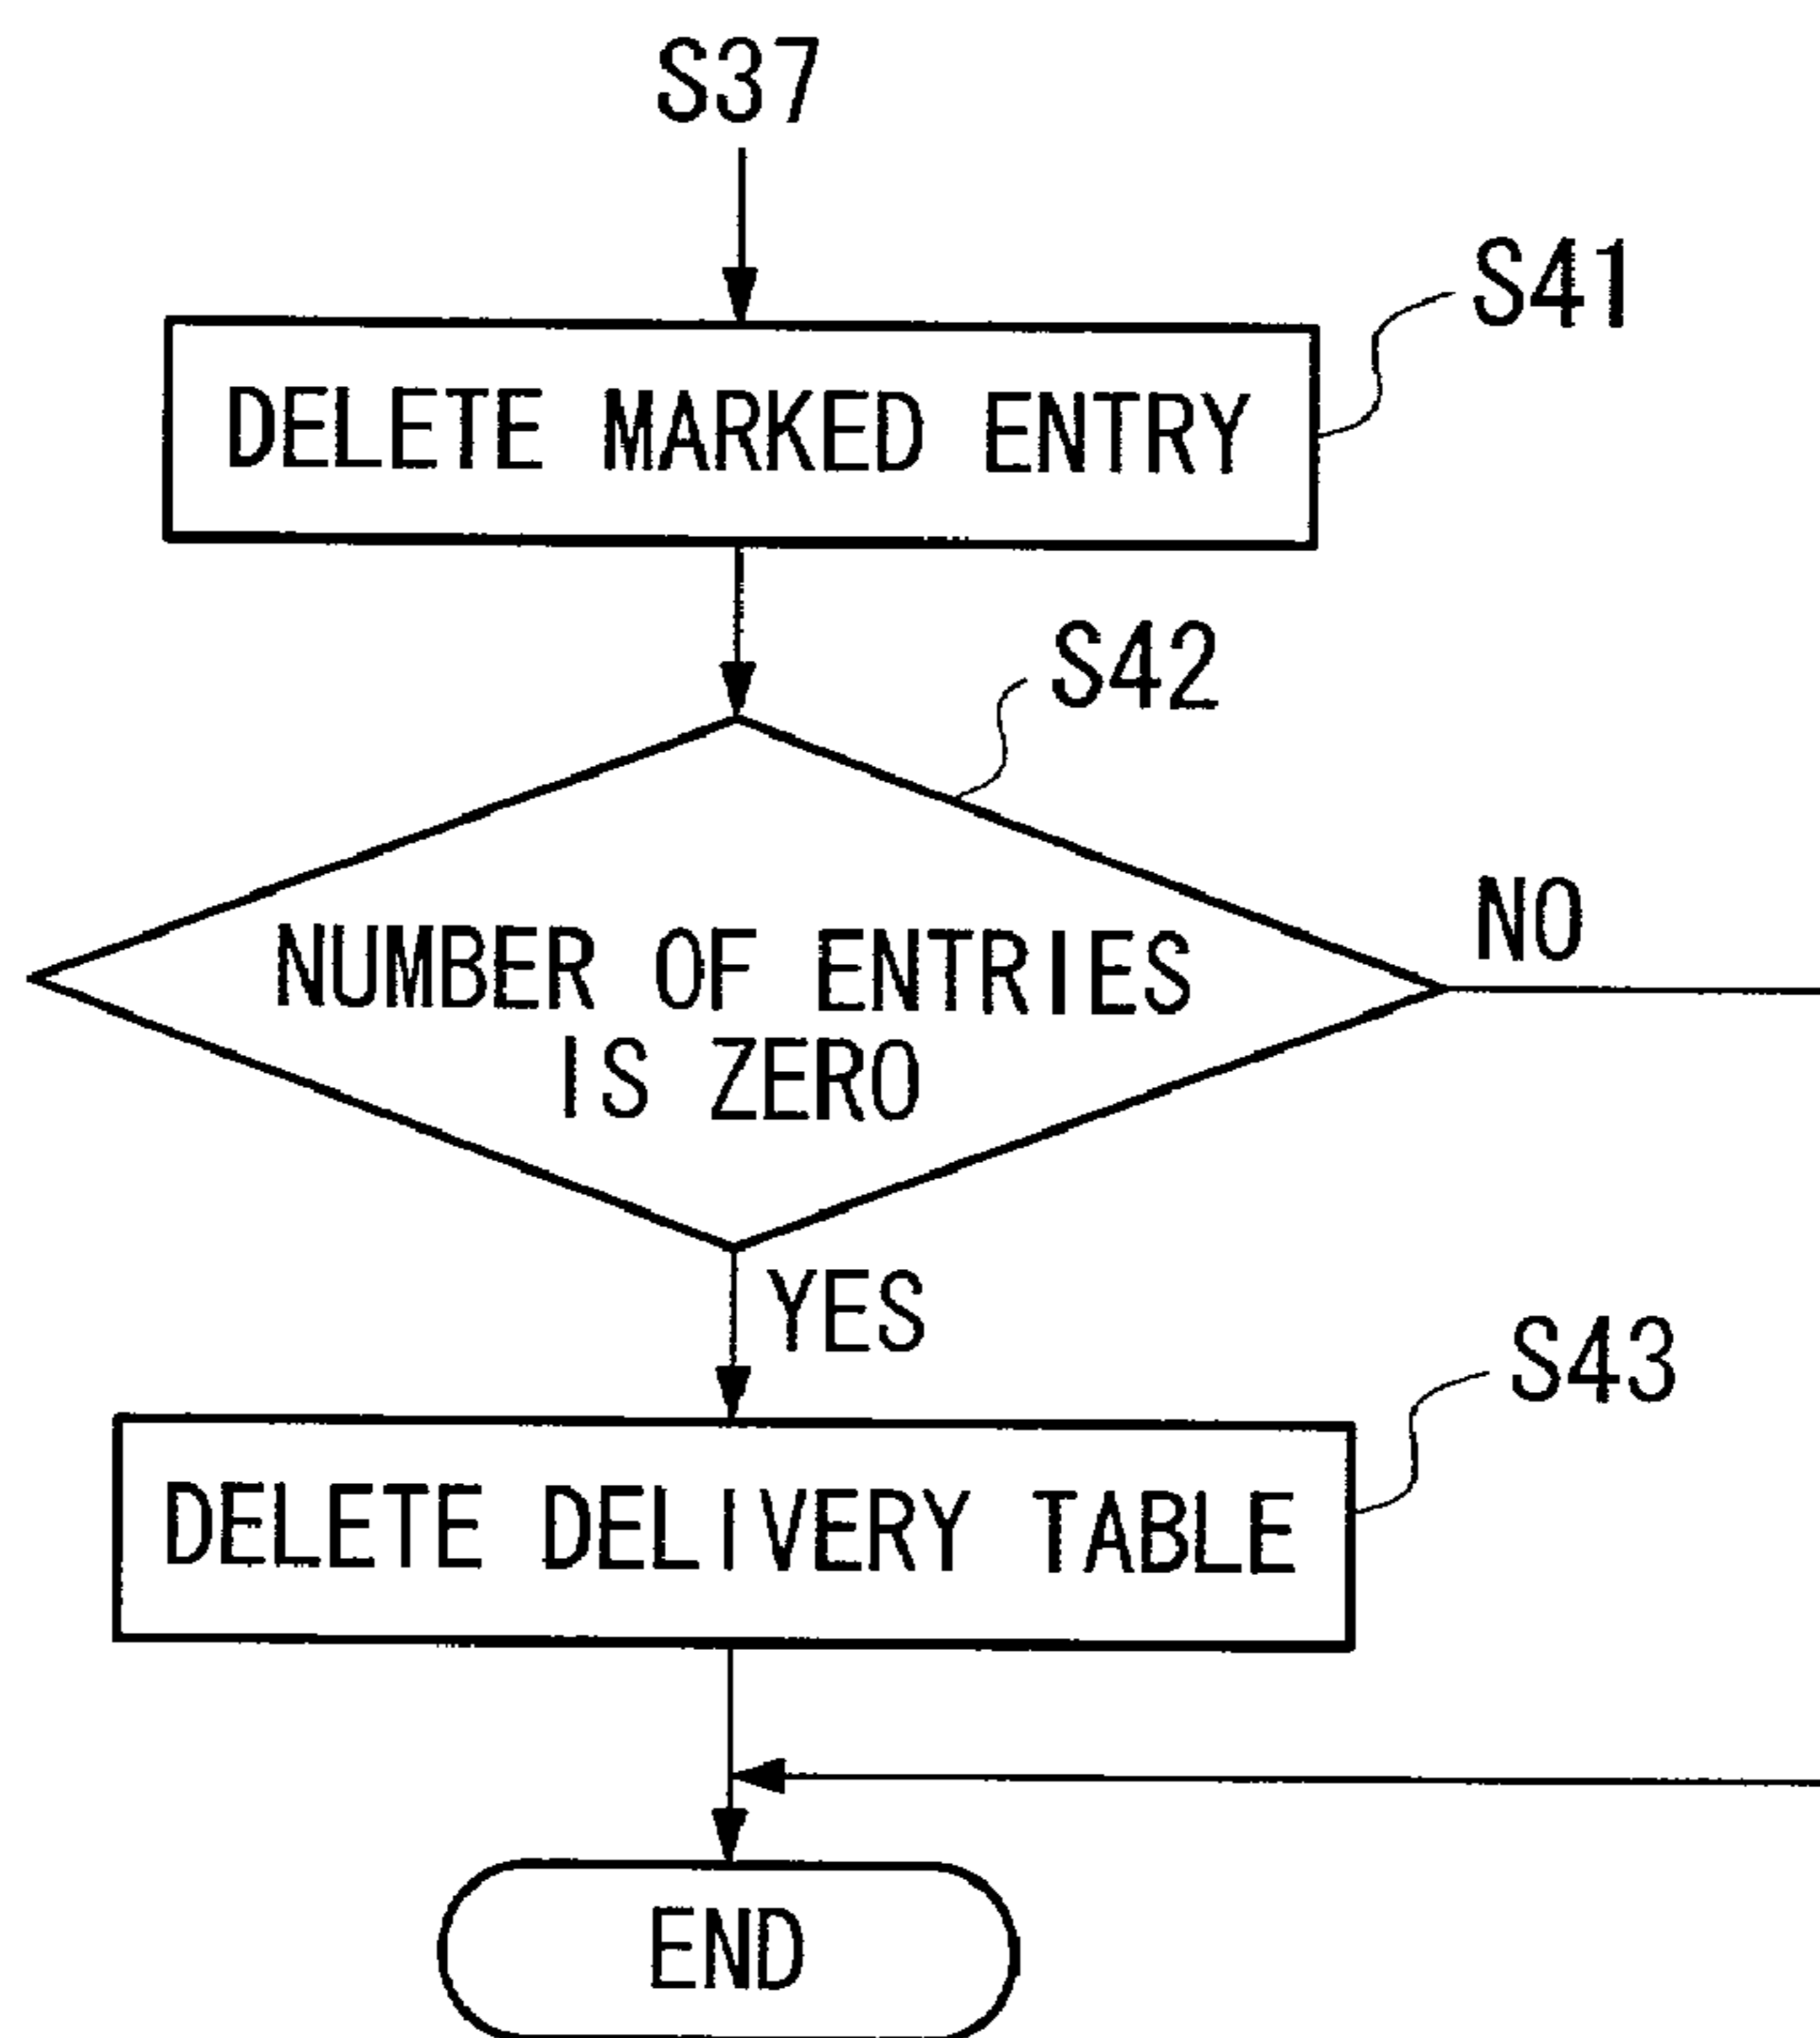 S37
S41
DELETE MARKED ENTRY
S42
NUMBER OF ENTRIES
IS ZERO
NO
YES
S43
DELETE DELIVERY TABLE
END